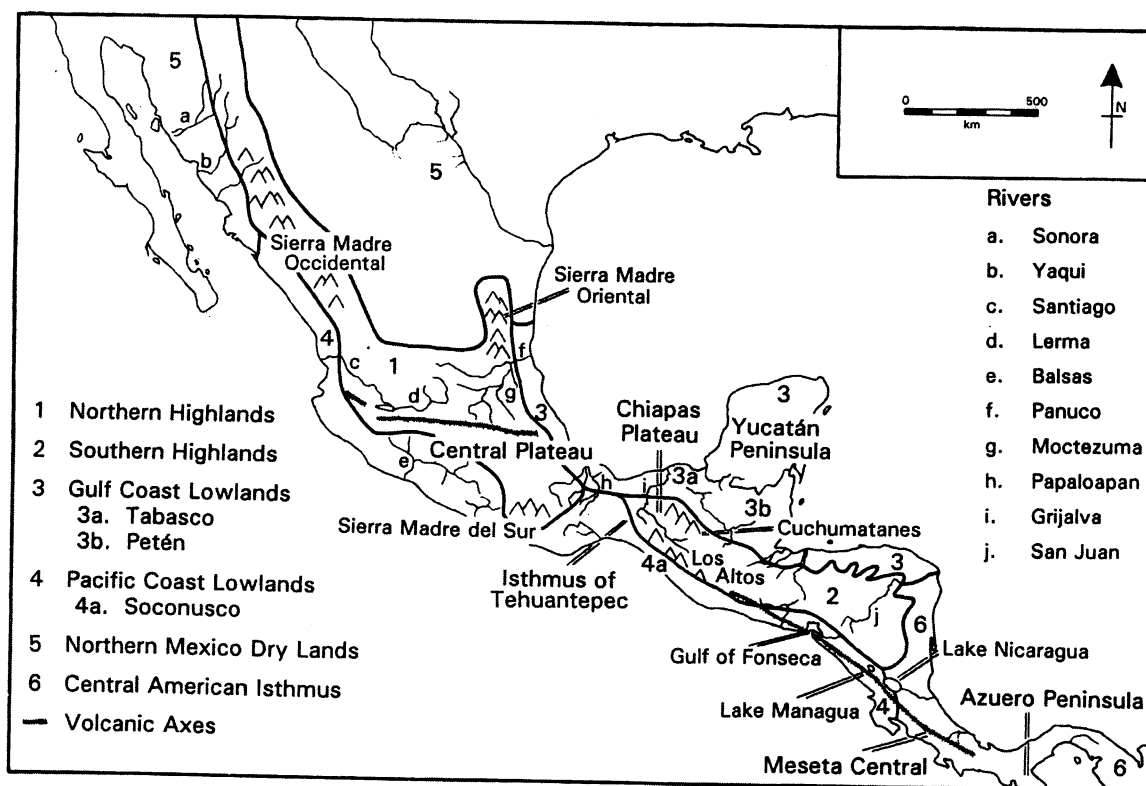 0 500
km
N
5
a
b
5
Rivers
a. Sonora
b. Yaqui
c. Santiago
d. Lerma
e. Balsas
f. Panuco
g. Moctezuma
h. Papaloapan
i. Grijalva
j. San Juan
Sierra Madre
Occidental
Sierra Madre
Oriental
4
c
1
f
d
g
3
e
Central Plateau
Chiapas
Plateau
3
Yucatán
Peninsula
h
i
3a
3b
Sierra Madre del Sur
Cuchumatanes
Isthmus of
Tehuantepec
4a
Los
Altos
2
3
j
6
Gulf of Fonseca
Lake Nicaragua
Lake Managua
4
Azuero Peninsula
Meseta Central
6
1 Northern Highlands
2 Southern Highlands
3 Gulf Coast Lowlands
3a. Tabasco
3b. Petén
4 Pacific Coast Lowlands
4a. Soconusco
5 Northern Mexico Dry Lands
6 Central American Isthmus
Volcanic Axes